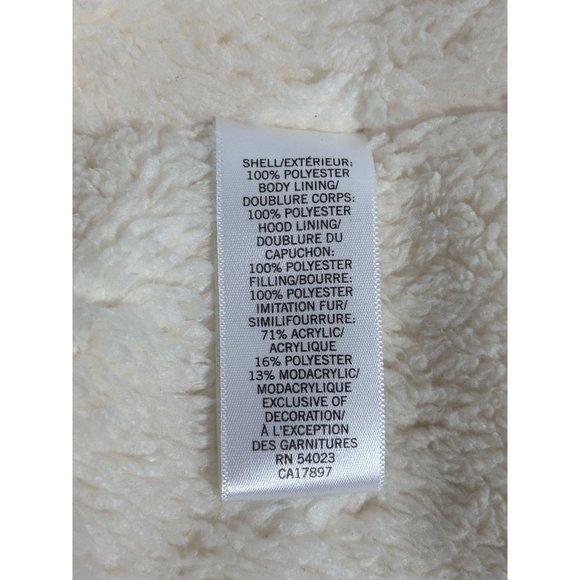 SHELL/EXTÉRIEUR:
100% POLYESTER
BODY LINING/
DOUBLURE CORPS:
100% POLYESTER
HOOD LINING/
DOUBLURE DU
CAPUCHON:
100% POLYESTER
FILLING/BOURRE:
100% POLYESTER
IMITATION FUR/
SIMILIFOURRURE:
71% ACRYLIC/
ACRYLIQUE
16% POLYESTER
13% MODACRYLIC/
MODACRYLIQUE
EXCLUSIVE OF
DECORATION/
À L'EXCEPTION
DES GARNITURES
RN 54023
CA17897